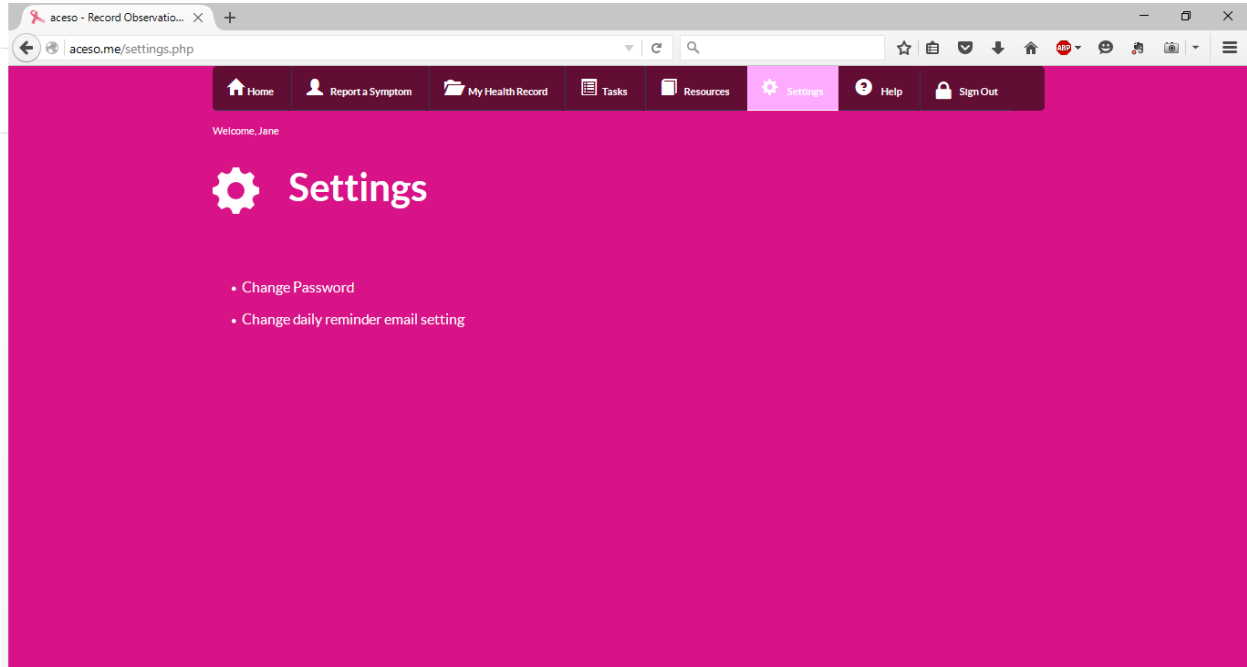 aceso - Record Observatio...
aceso.me/settings.php
ABP
Home Report a Symptom My Health Record Tasks Resources Settings Help Sign Out
Welcome, Jane
Settings
• Change Password
• Change daily reminder email setting